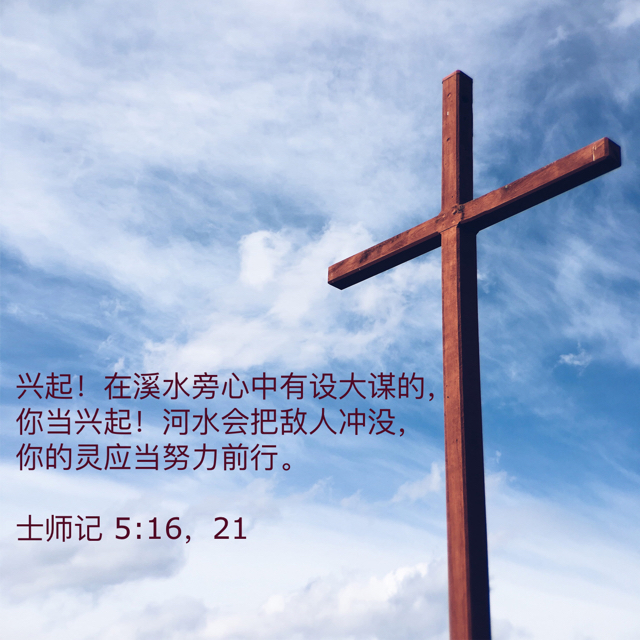 兴起！在溪水旁心中有设大谋的，
你当兴起！河水会把敌人冲没，
你的灵应当努力前行。
士师记 5:16，21